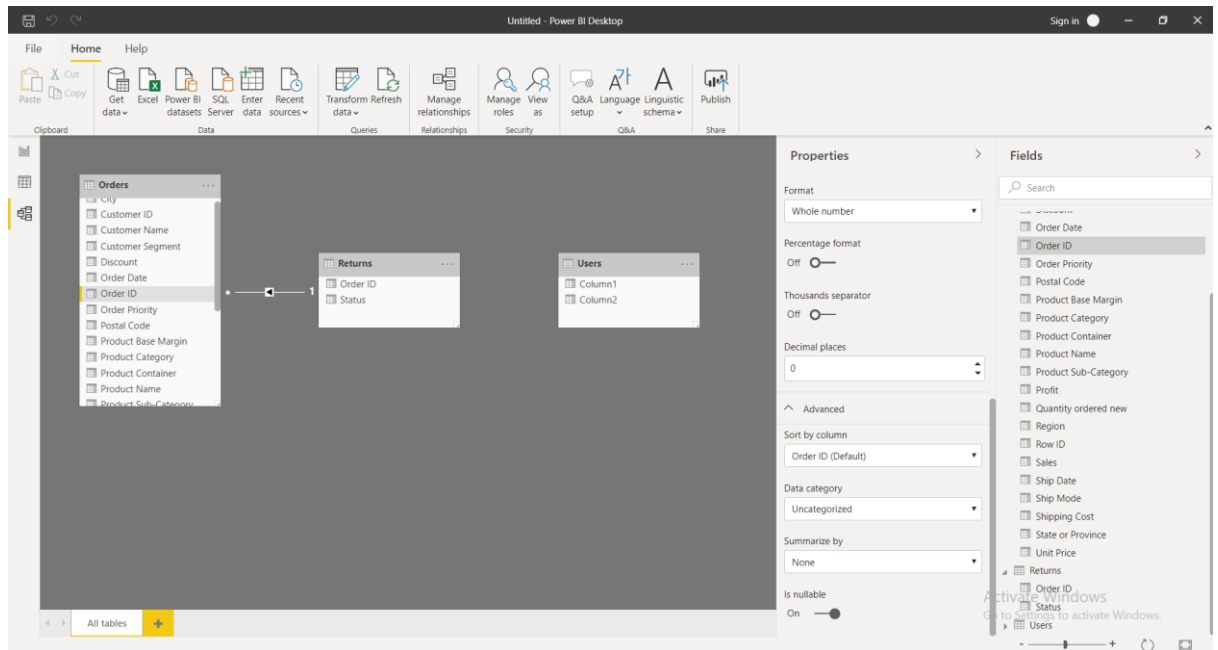 Untitled - Power BI Desktop
Sign in
File Home Help
Paste
Cut
Copy
Clipboard
Get data
Excel
Power BI datasets
SQL Server
Enter data
Recent sources
Data
Transform data
Refresh
Queries
Manage relationships
Relationships
Manage roles
View as
Security
Q&A setup
Language
Linguistic schema
Q&A
Publish
Share
Orders
City
Customer ID
Customer Name
Customer Segment
Discount
Order Date
Order ID
Order Priority
Postal Code
Product Base Margin
Product Category
Product Container
Product Name
Product Sub-Category
*
1
Returns
Order ID
Status
Users
Column1
Column2
All tables
Properties
Format
Whole number
Percentage format
Off
Thousands separator
Off
Decimal places
0
Advanced
Sort by column
Order ID (Default)
Data category
Uncategorized
Summarize by
None
Is nullable
On
Fields
Search
Discount
Order Date
Order ID
Order Priority
Postal Code
Product Base Margin
Product Category
Product Container
Product Name
Product Sub-Category
Profit
Quantity ordered new
Region
Row ID
Sales
Ship Date
Ship Mode
Shipping Cost
State or Province
Unit Price
Returns
Order ID
Status
Users
Activate Windows
Go to Settings to activate Windows.